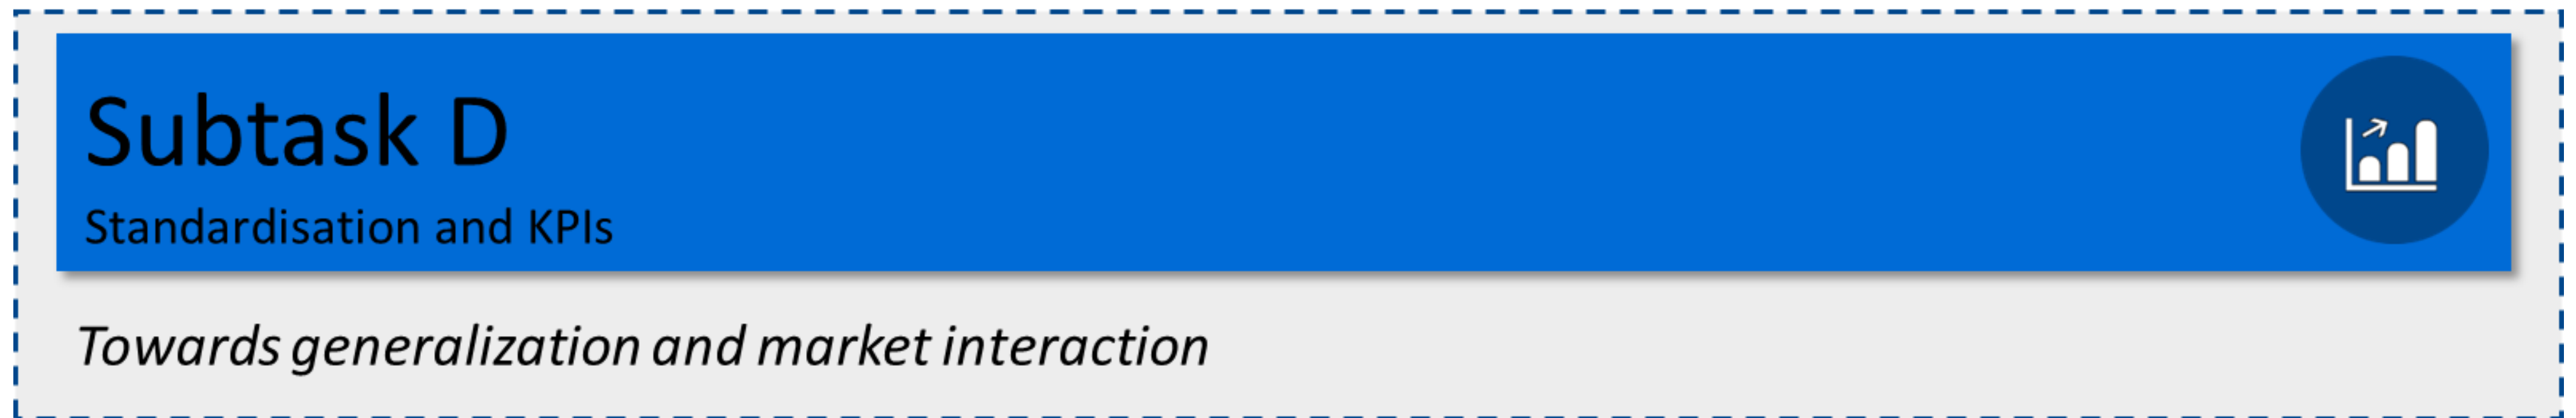 Subtask D
Standardisation and KPIs
Towards generalization and market interaction